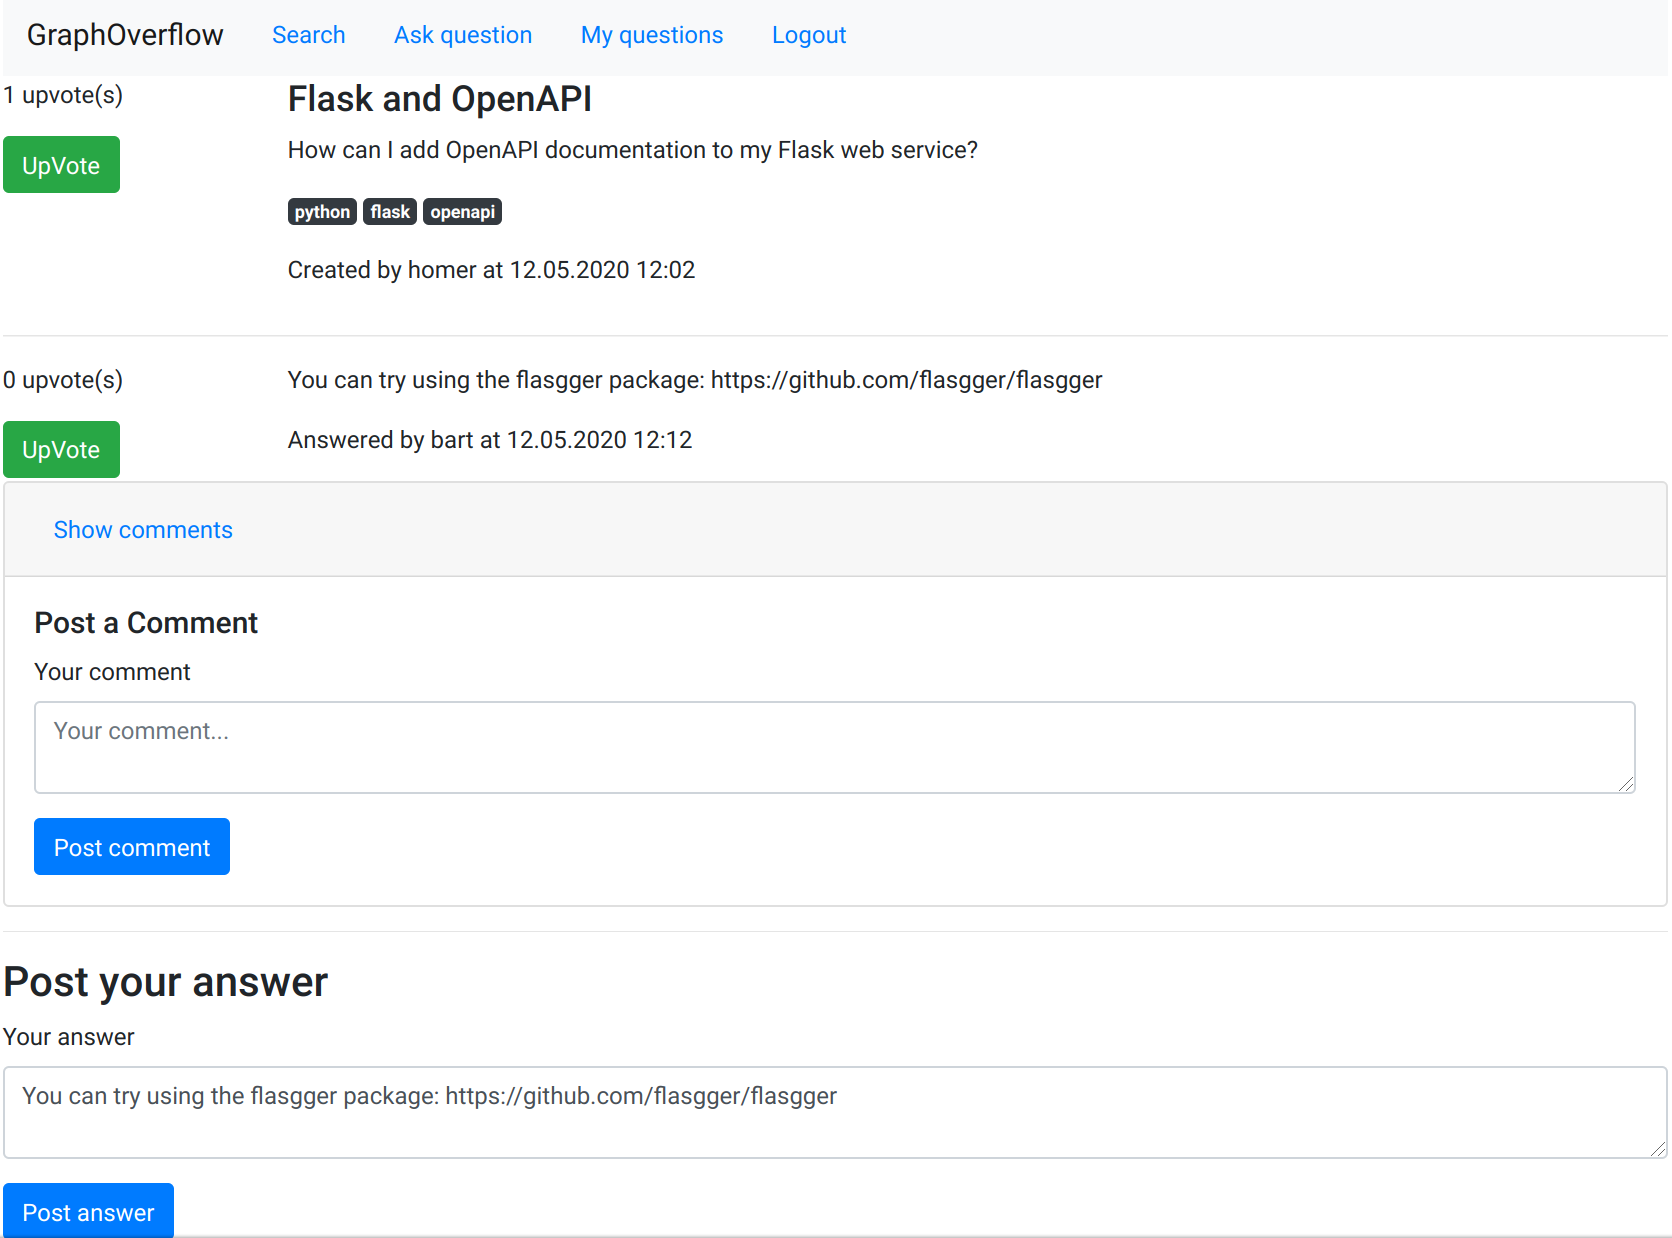 GraphOverflow Search Ask question My questions Logout
1 upvote(s)
Flask and OpenAPI
UpVote
How can I add OpenAPI documentation to my Flask web service?
python flask openapi
Created by homer at 12.05.2020 12:02
0 upvote(s)
You can try using the flasgger package: https://github.com/flasgger/flasgger
UpVote
Answered by bart at 12.05.2020 12:12
Show comments
Post a Comment
Your comment
Your comment...
Post comment
Post your answer
Your answer
You can try using the flasgger package: https://github.com/flasgger/flasgger
Post answer